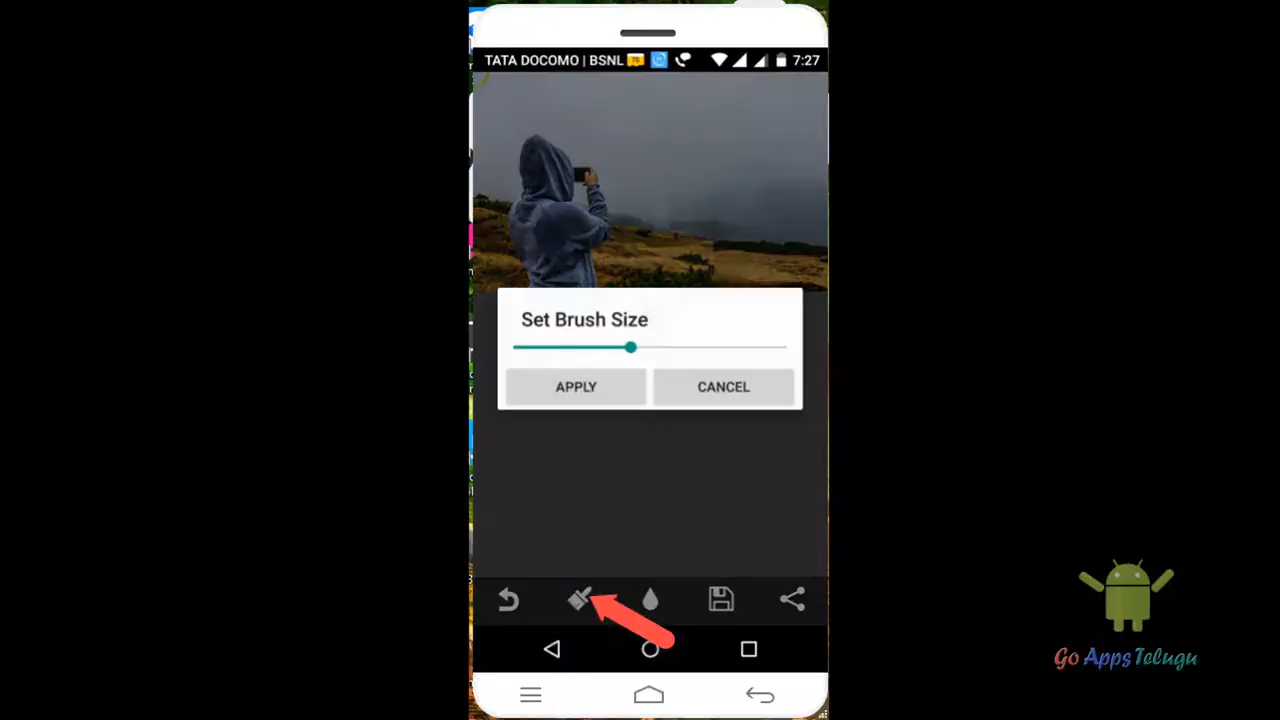 TATA DOCOMO | BSNL 7:27
Set Brush Size
APPLY CANCEL
Go Apps Telugu